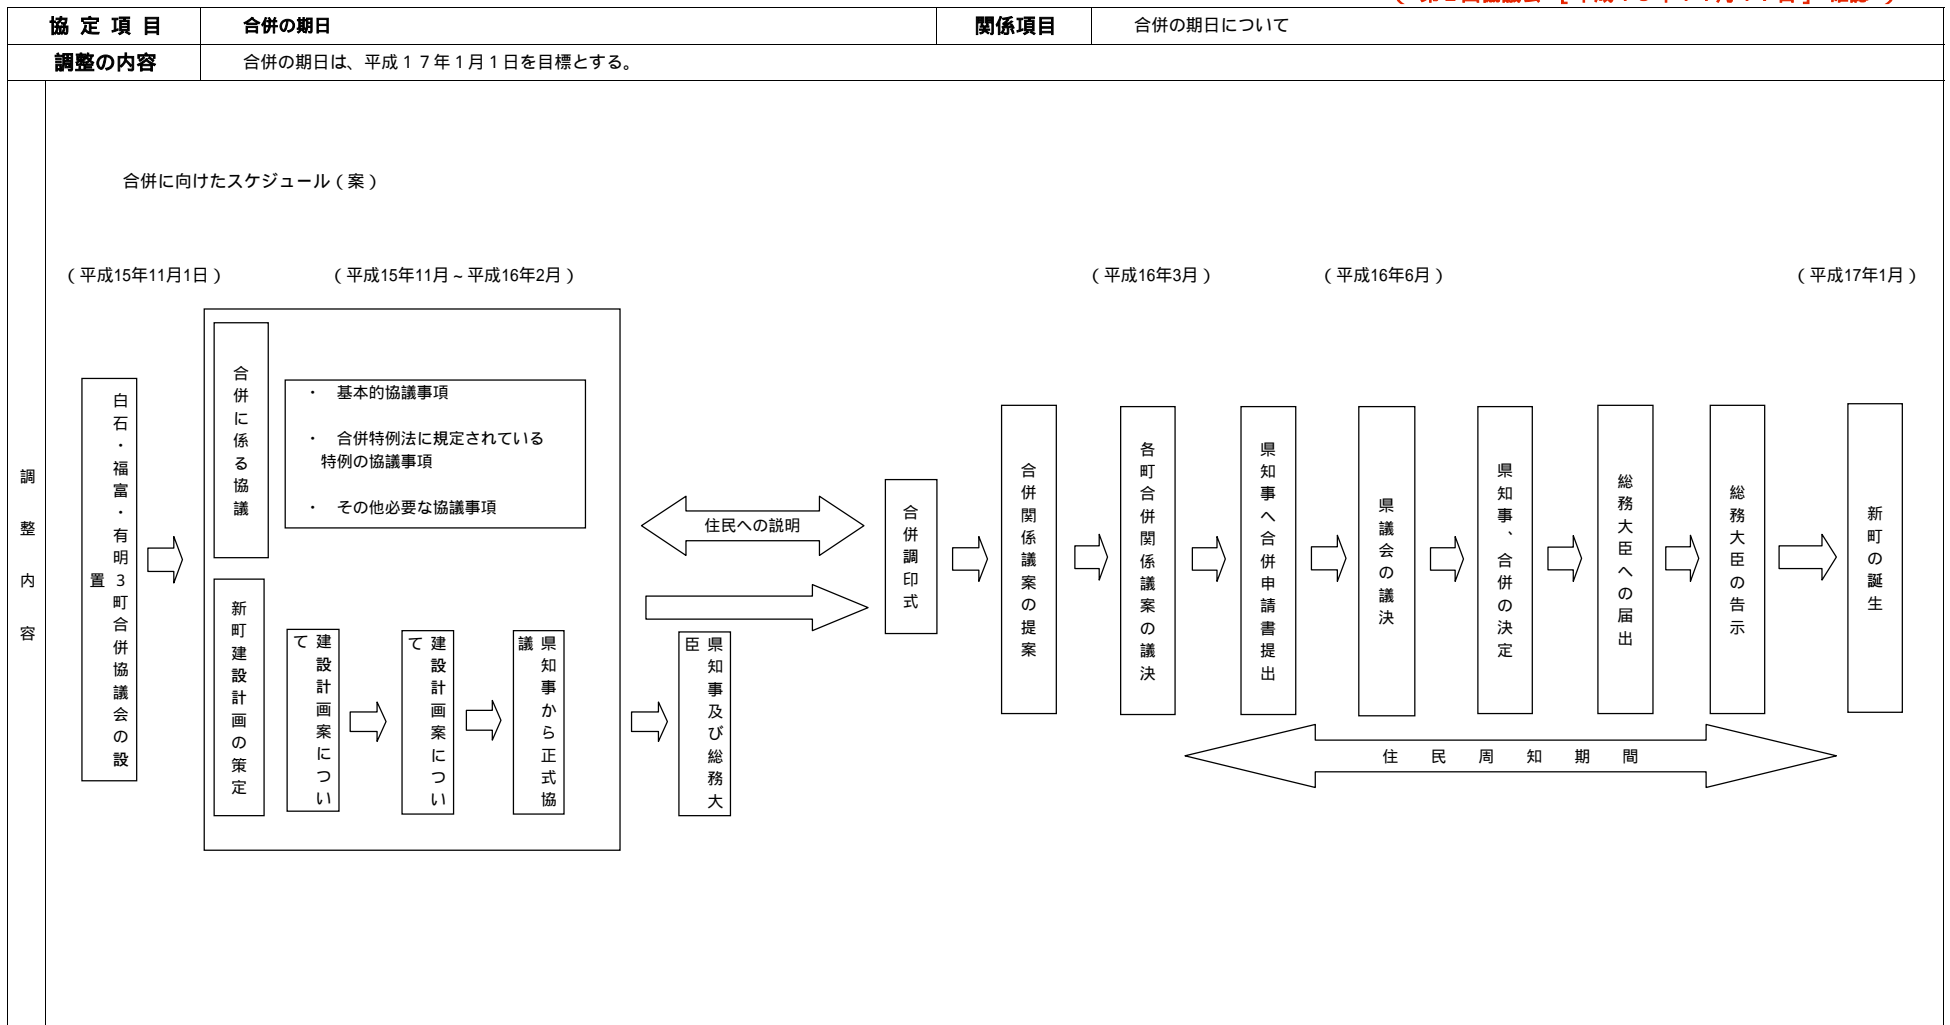 協定項目
合併の期日
関係項目
合併の期日について
調整の内容
合併の期日は、平成１７年１月１日を目標とする。
調整内容
合併に向けたスケジュール（案）
（平成15年11月1日）
（平成15年11月～平成16年2月）
（平成16年3月）
（平成16年6月）
（平成17年1月）
白石・福富・有明３町合併協議会の設
置
合併に係る協議
・　基本的協議事項
・　合併特例法に規定されている
特例の協議事項
・　その他必要な協議事項
新町建設計画の策定
建設計画案につい
て
建設計画案につい
て
県知事から正式協
議
県知事及び総務大
臣
住民への説明
合併調印式
合併関係議案の提案
各町合併関係議案の議決
県知事へ合併申請書提出
県議会の議決
県知事、合併の決定
総務大臣への届出
総務大臣の告示
新町の誕生
住民周知期間